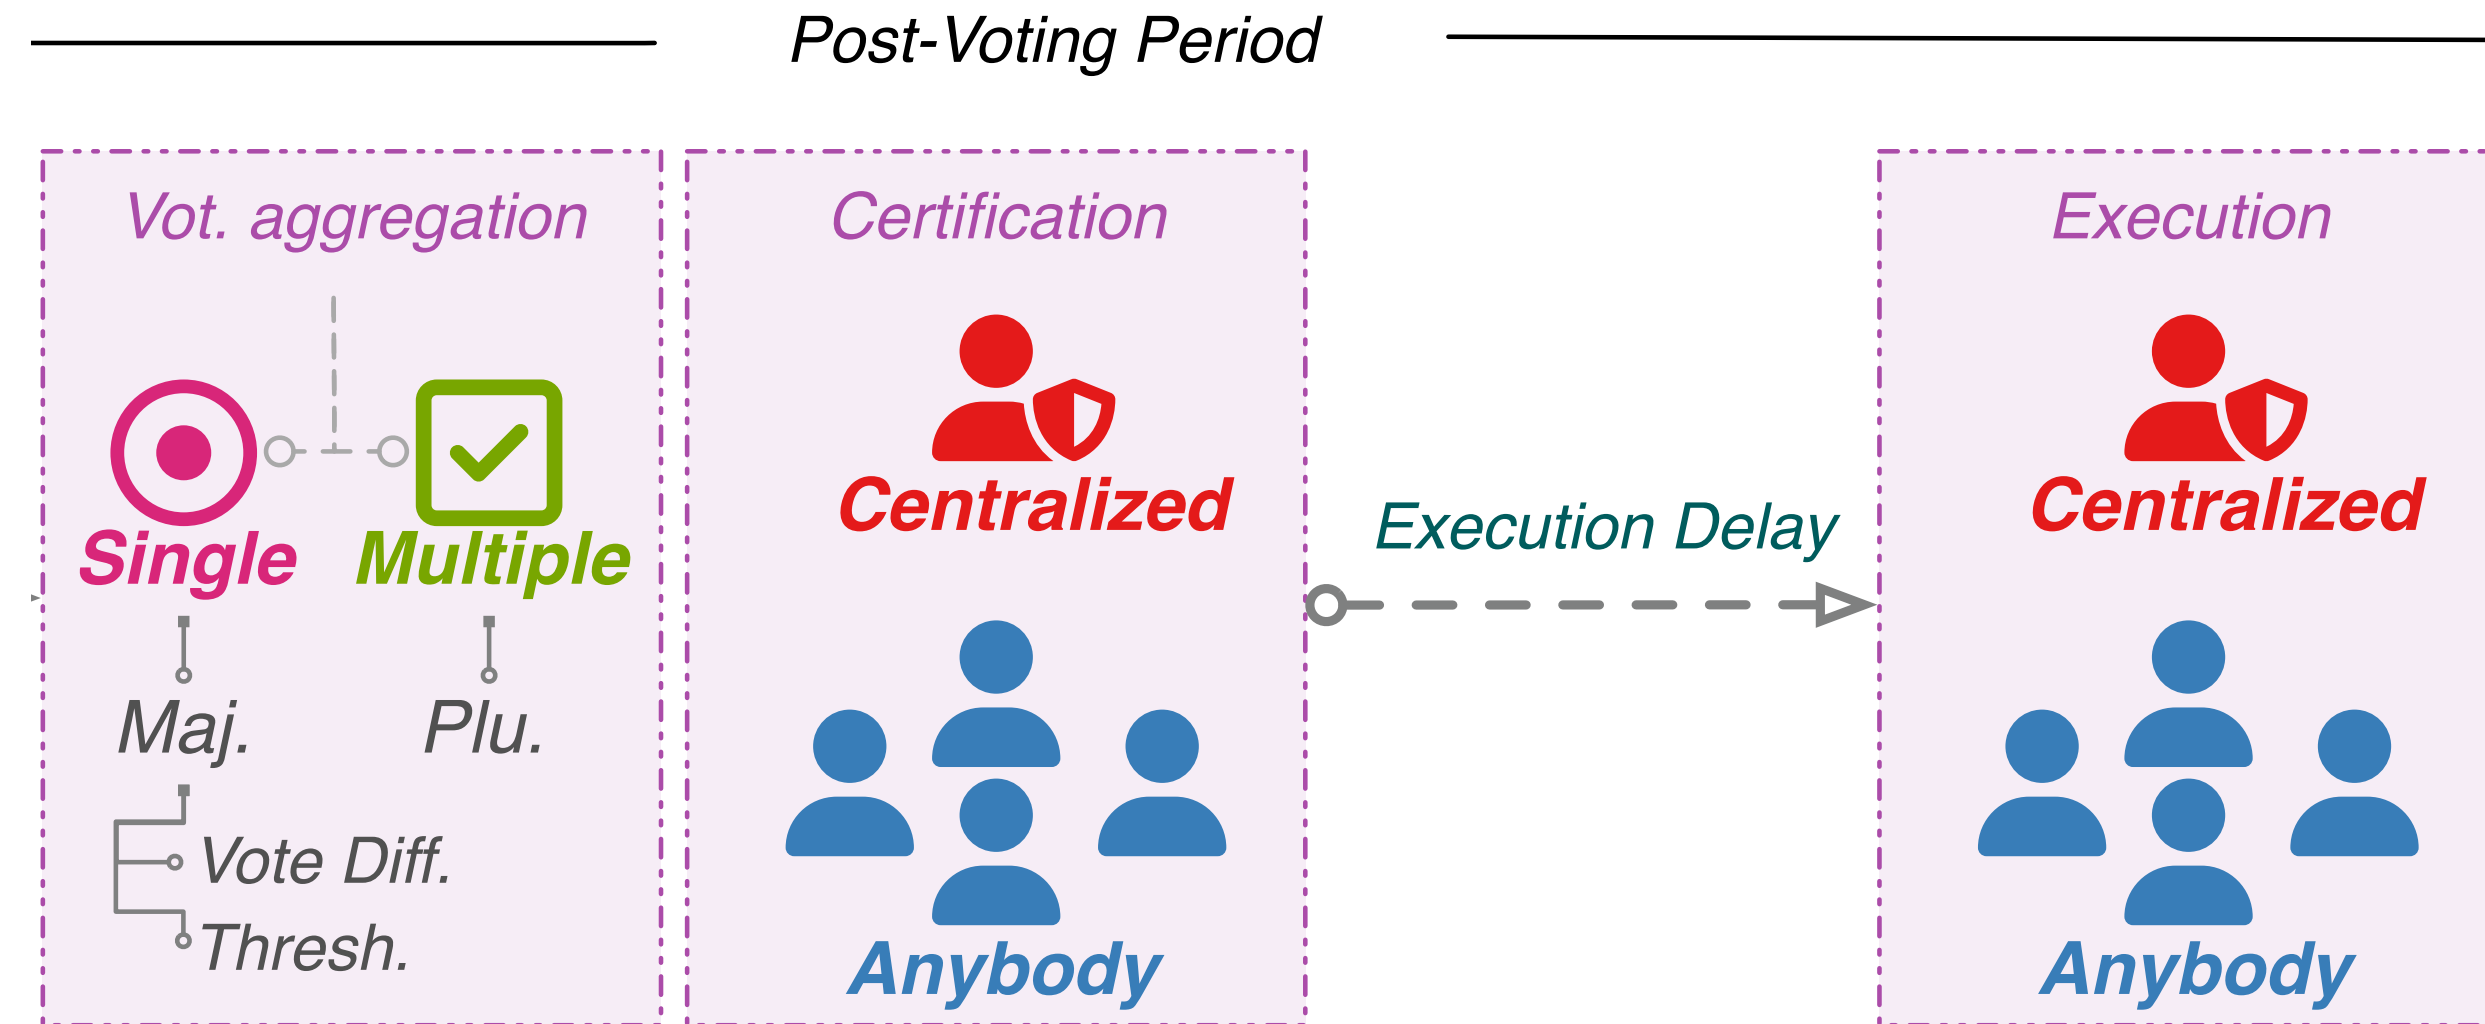 Post-Voting Period
Vot. aggregation
Single
Multiple
Maj.
Plu.
Vote Diff.
Thresh.
Certification
Centralized
Anybody
Execution Delay
Execution
Centralized
Anybody